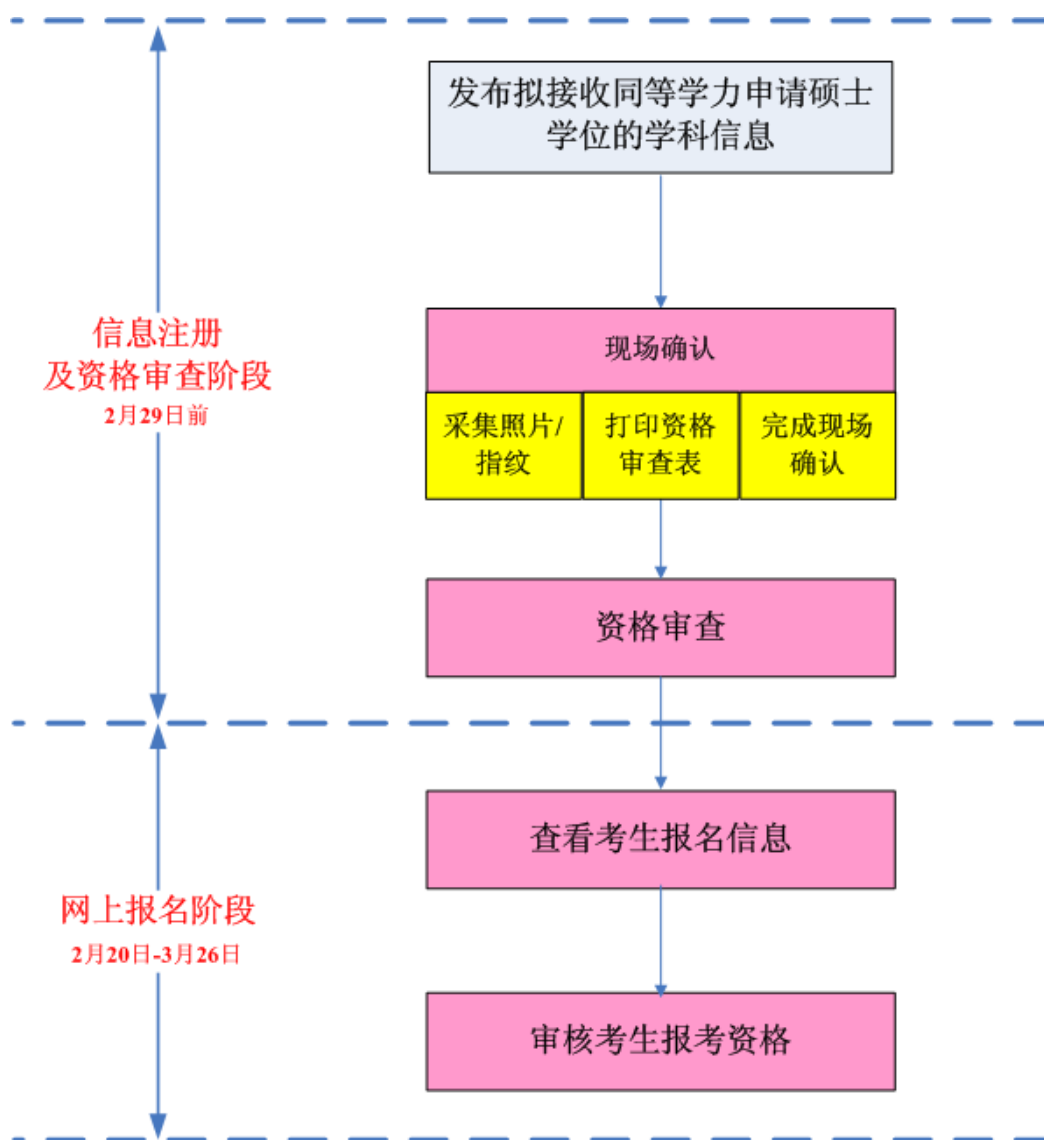 发布拟接收同等学力申请硕士
学位的学科信息
现场确认
信息注册
及资格审查阶段
2月29日前
采集照片/
指纹
打印资格
审查表
完成现场
确认
资格审查
查看考生报名信息
网上报名阶段
2月20日-3月26日
审核考生报考资格